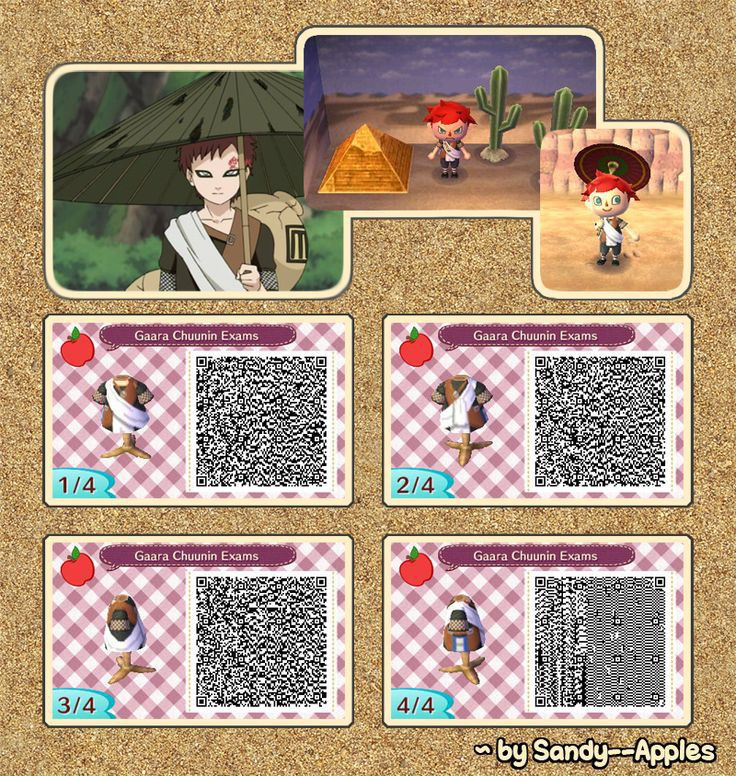 Gaara Chuunin Exams
1/4
Gaara Chuunin Exams
2/4
Gaara Chuunin Exams
3/4
Gaara Chuunin Exams
4/4
~ by Sandy--Apples